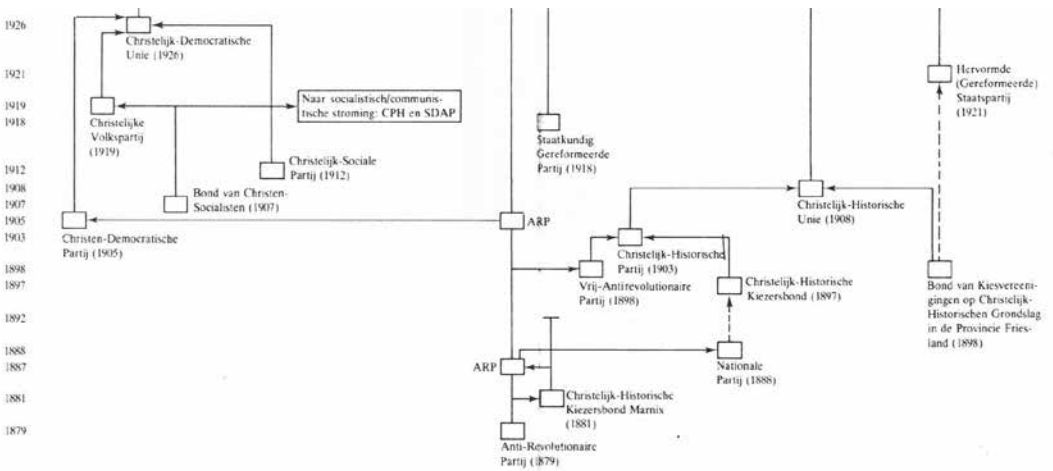 1926
1921
1919
1918
1912
1908
1907
1905
1903
1898
1897
1892
1888
1887
1881
1879
Christelijk-Democratische
Unie (1926)
Naar socialistisch/communis-
tische stroming: CPH en SDAP
Christelijke
Volkspartij
(1919)
Christelijk-Sociale
Partij (1912)
Bond van Christen-
Socialisten (1907)
Christen-Democratische
Partij (1905)
Staatkundig
Gereformeerde
Partij (1918)
Hervormde
(Gereformeerde)
Staatspartij
(1921)
Christelijk-Historische
Unie (1908)
ARP
Christelijk-Historische
Partij (1903)
Vrij-Antirevolutionaire
Partij (1898)
Christelijk-Historische
Kiezersbond (1897)
Bond van Kiesvereeni-
gingen op Christelijk-
Historischen Grondslag
in de Provincie Fries-
land (1898)
ARP
Nationale
Partij (1888)
Christelijk-Historische
Kiezersbond Marnix
(1881)
Anti-Revolutionaire
Partij (1879)